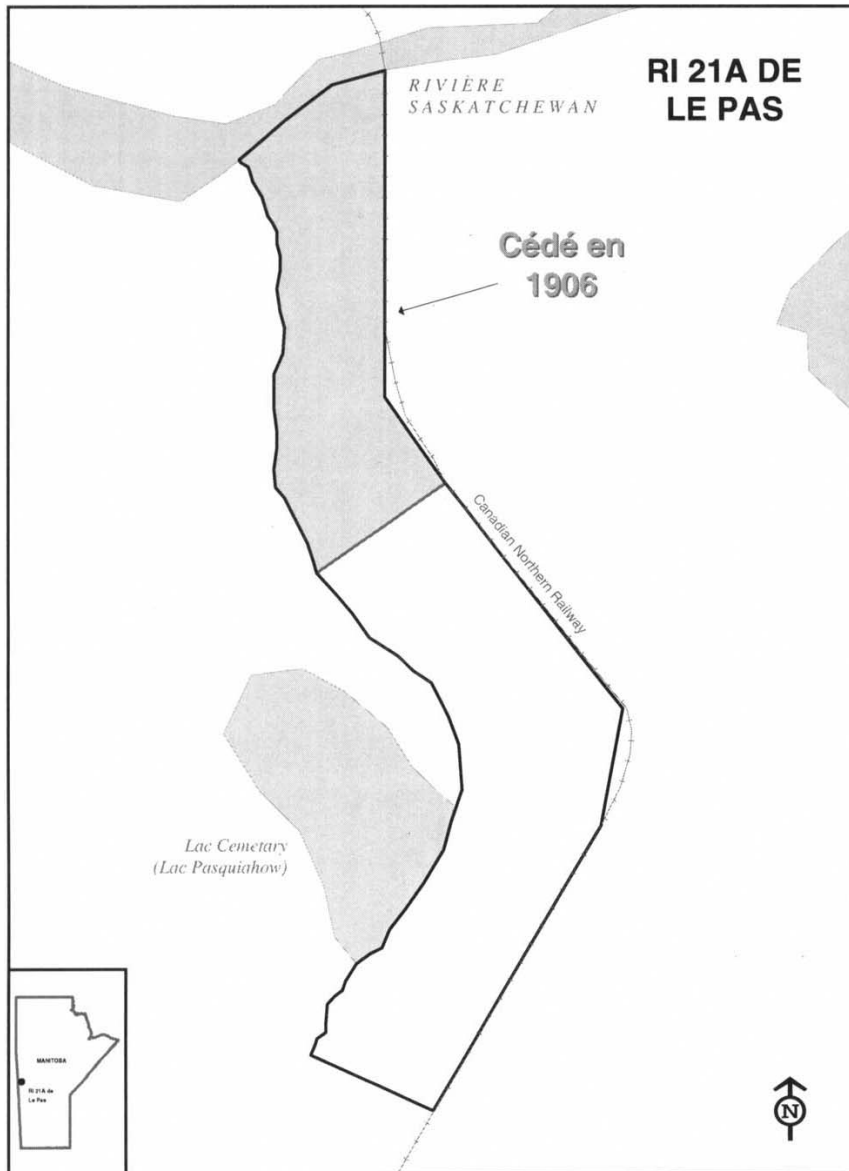 RI 21A DE
LE PAS
RIVIÈRE
SASKATCHEWAN
Cédé en
1906
Canadian Northern Railway
Lac Cemetary
(Lac Pasquiahow)
MANITOBA
RI 21A de
Le Pas
N